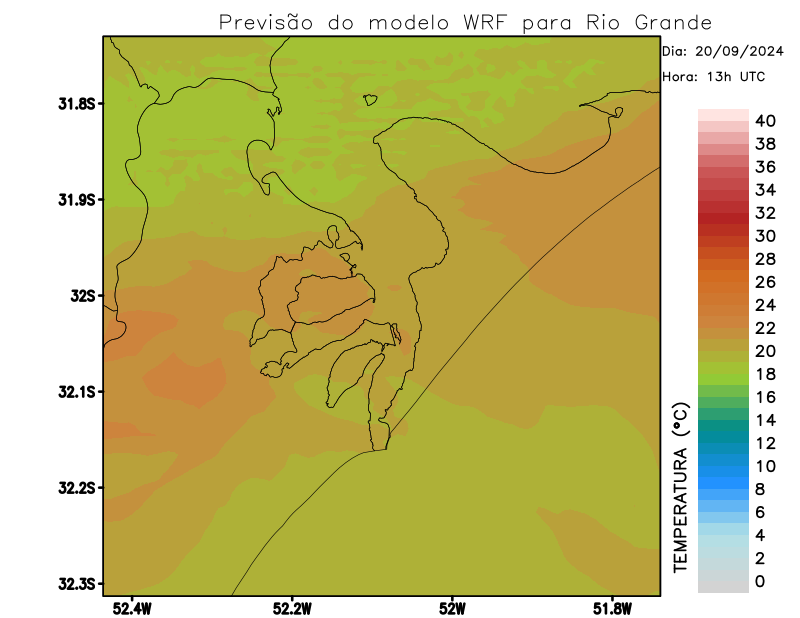 Previsão do modelo WRF para Rio Grande
Dia: 20/09/2024
Hora: 13h UTC
31.8S
31.9S
32S
32.1S
32.2S
32.3S
52.4W
52.2W
52W
51.8W
TEMPERATURA (°C)
40
38
36
34
32
30
28
26
24
22
20
18
16
14
12
10
8
6
4
2
0